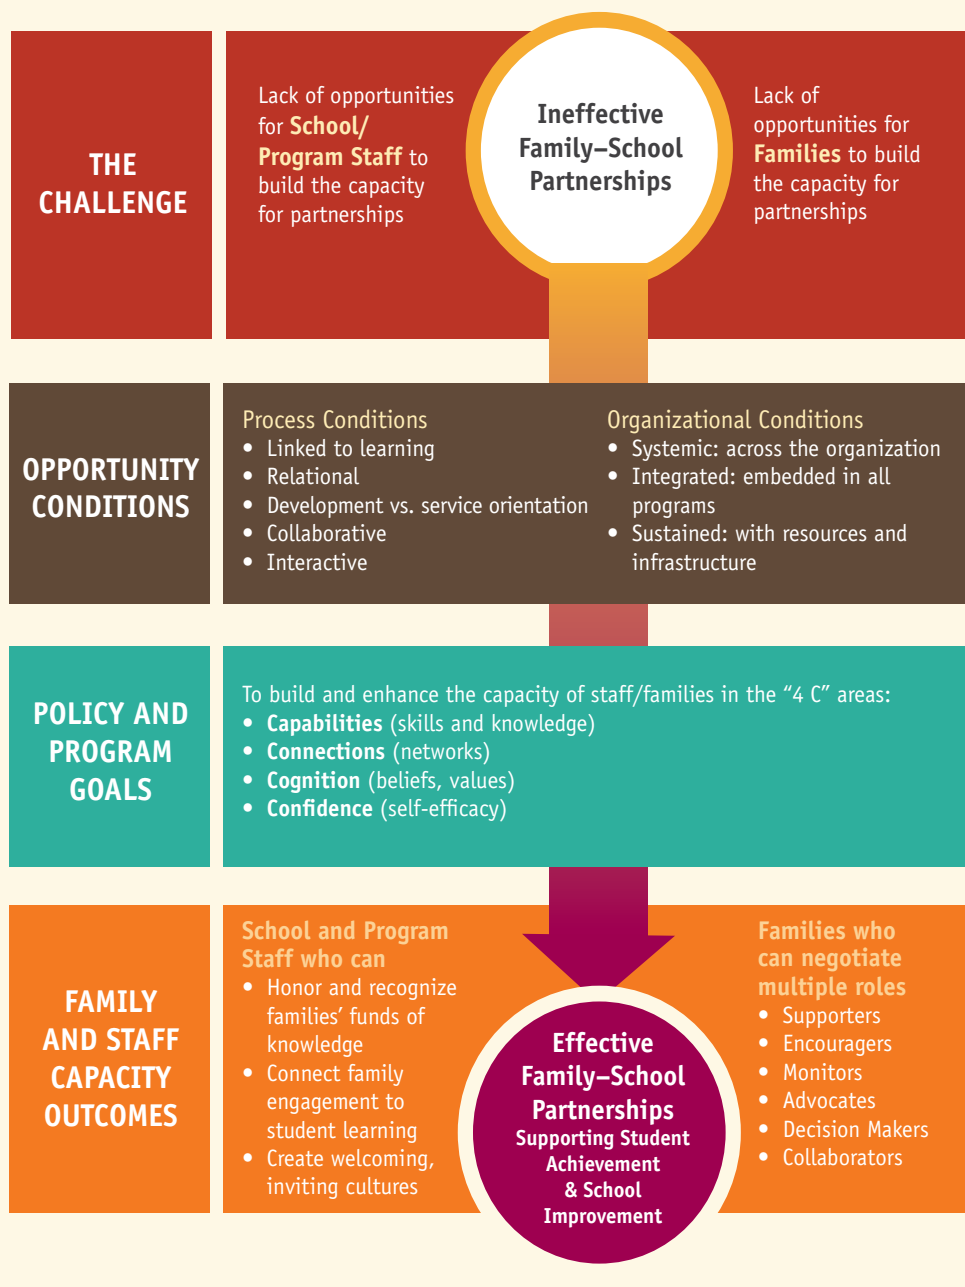 THE
CHALLENGE
Lack of opportunities
for School/
Program Staff to
build the capacity
for partnerships
Ineffective
Family–School
Partnerships
Lack of
opportunities for
Families to build
the capacity for
partnerships
OPPORTUNITY
CONDITIONS
Process Conditions
• Linked to learning
• Relational
• Development vs. service orientation
• Collaborative
• Interactive
Organizational Conditions
• Systemic: across the organization
• Integrated: embedded in all
programs
• Sustained: with resources and
infrastructure
POLICY AND
PROGRAM
GOALS
To build and enhance the capacity of staff/families in the “4 C” areas:
• Capabilities (skills and knowledge)
• Connections (networks)
• Cognition (beliefs, values)
• Confidence (self-efficacy)
FAMILY
AND STAFF
CAPACITY
OUTCOMES
School and Program
Staff who can
• Honor and recognize
families’ funds of
knowledge
• Connect family
engagement to
student learning
• Create welcoming,
inviting cultures
Effective
Family–School
Partnerships
Supporting Student
Achievement
& School
Improvement
Families who
can negotiate
multiple roles
• Supporters
• Encouragers
• Monitors
• Advocates
• Decision Makers
• Collaborators